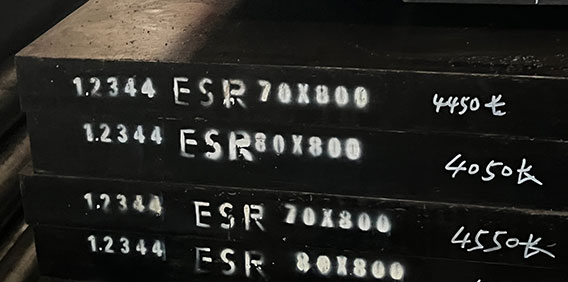 1.2344 ESR 70X800 4450长
1.2344 ESR 80X800 4050长
1.2344 ESR 70X800 4550长
1.2344 ESR 80X800